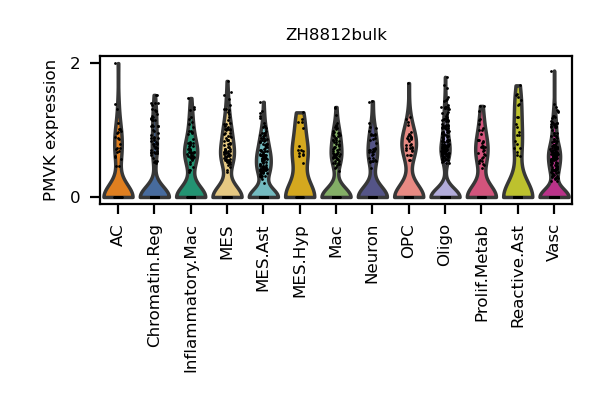 ZH8812bulk
PMVK expression
2
0
AC
Chromatin.Reg
Inflammatory.Mac
MES
MES.Ast
MES.Hyp
Mac
Neuron
OPC
Oligo
Prolif.Metab
Reactive.Ast
Vasc